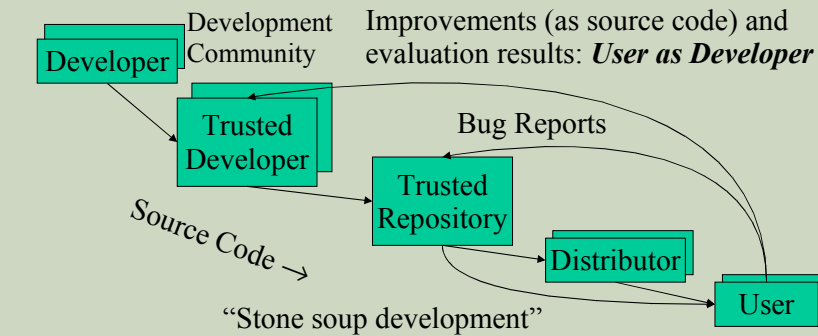 Development
Community
Improvements (as source code) and
evaluation results: User as Developer
Developer
Trusted
Developer
Bug Reports
Trusted
Repository
Source Code →
Distributor
User
“Stone soup development”